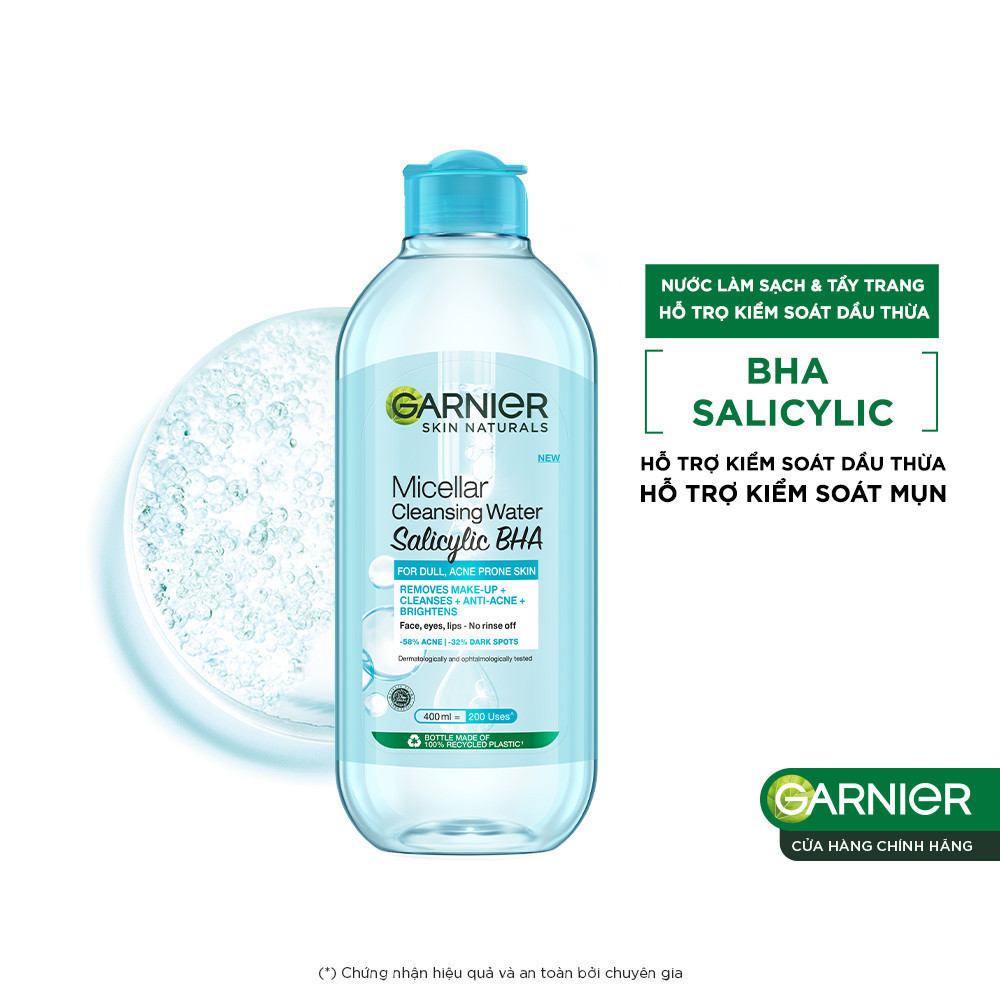 GARNIER
SKIN NATURALS
NEW
Micellar
Cleansing Water
Salicylic BHA
FOR DULL, ACNE PRONE SKIN
REMOVES MAKE-UP +
CLEANSES + ANTI-ACNE +
BRIGHTENS
Face, eyes, lips - No rinse off
-58% ACNE | -32% DARK SPOTS
Dermatologically and ophtalmologically tested
400 ml = 200 Uses^
BOTTLE MADE OF
100% RECYCLED PLASTIC¹
NƯỚC LÀM SẠCH & TẨY TRANG
HỖ TRỢ KIỂM SOÁT DẦU THỪA
BHA
SALICYLIC
HỖ TRỢ KIỂM SOÁT DẦU THỪA
HỖ TRỢ KIỂM SOÁT MỤN
GARNIER
CỬA HÀNG CHÍNH HÃNG
(*) Chứng nhận hiệu quả và an toàn bởi chuyên gia